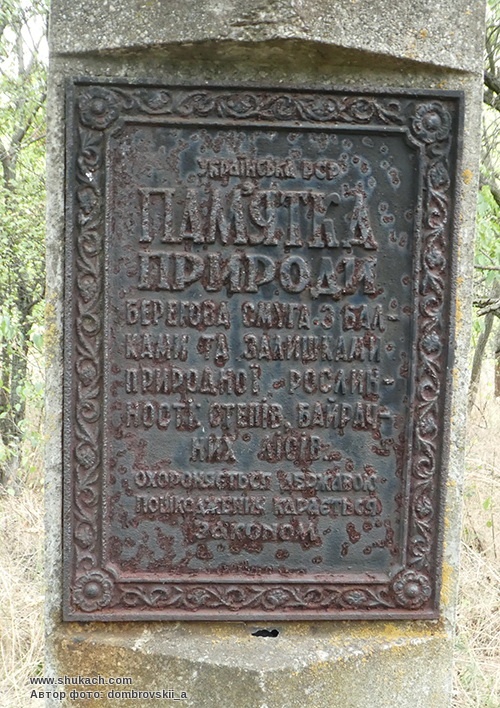 УКРАЇНСЬКА РСР
ПАМ'ЯТКА
ПРИРОДИ
БЕРЕГОВА СМУГА З БАЛ-
КАМИ ТА ЗАЛИШКАМИ
ПРИРОДНОЇ РОСЛИН-
НОСТІ СТЕПІВ, БАЙРАЧ-
НИХ ЛІСІВ.
ОХОРОНЯЄТЬСЯ ДЕРЖАВОЮ
ПОШКОДЖЕННЯ КАРАЄТЬСЯ
ЗАКОНОМ
www.shukach.com
Автор фото: dombrovskii_a